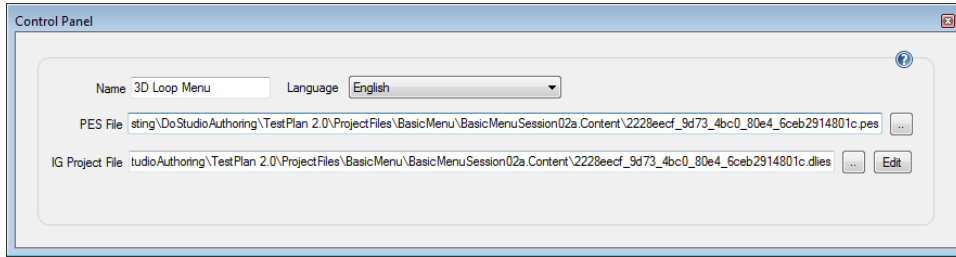 Control Panel
?
Name 3D Loop Menu Language English
PES File sting\DoStudioAuthoring\TestPlan 2.0\ProjectFiles\BasicMenu\BasicMenuSession02a.Content\2228eecf_9d73_4bc0_80e4_6ceb2914801c.pes ..
IG Project File tudioAuthoring\TestPlan 2.0\ProjectFiles\BasicMenu\BasicMenuSession02a.Content\2228eecf_9d73_4bc0_80e4_6ceb2914801c.dlies .. Edit